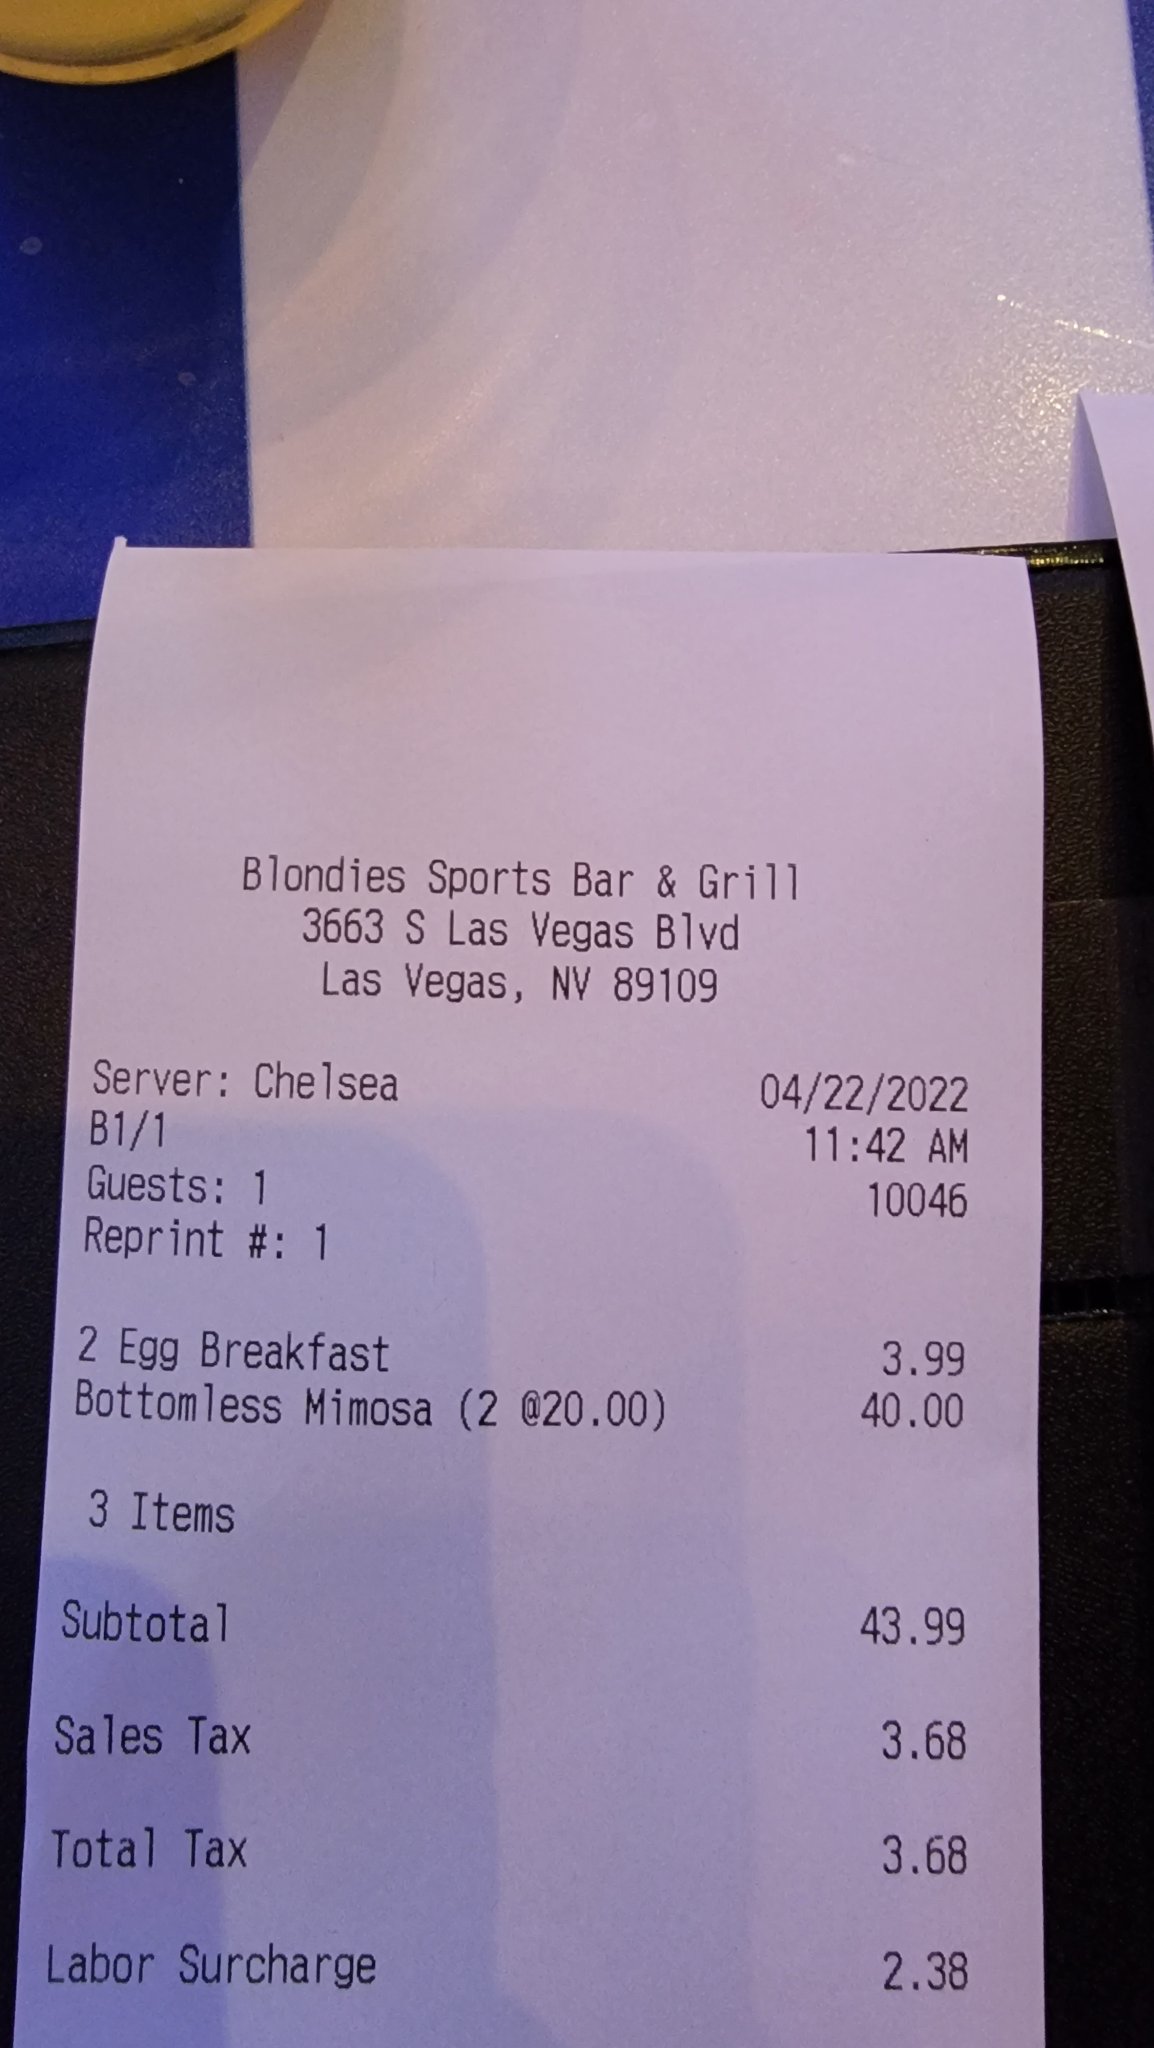 Blondies Sports Bar & Grill
3663 S Las Vegas Blvd
Las Vegas, NV 89109
Server: Chelsea 04/22/2022
B1/1 11:42 AM
Guests: 1 10046
Reprint #: 1
2 Egg Breakfast 3.99
Bottomless Mimosa (2 @20.00) 40.00
3 Items
Subtotal 43.99
Sales Tax 3.68
Total Tax 3.68
Labor Surcharge 2.38